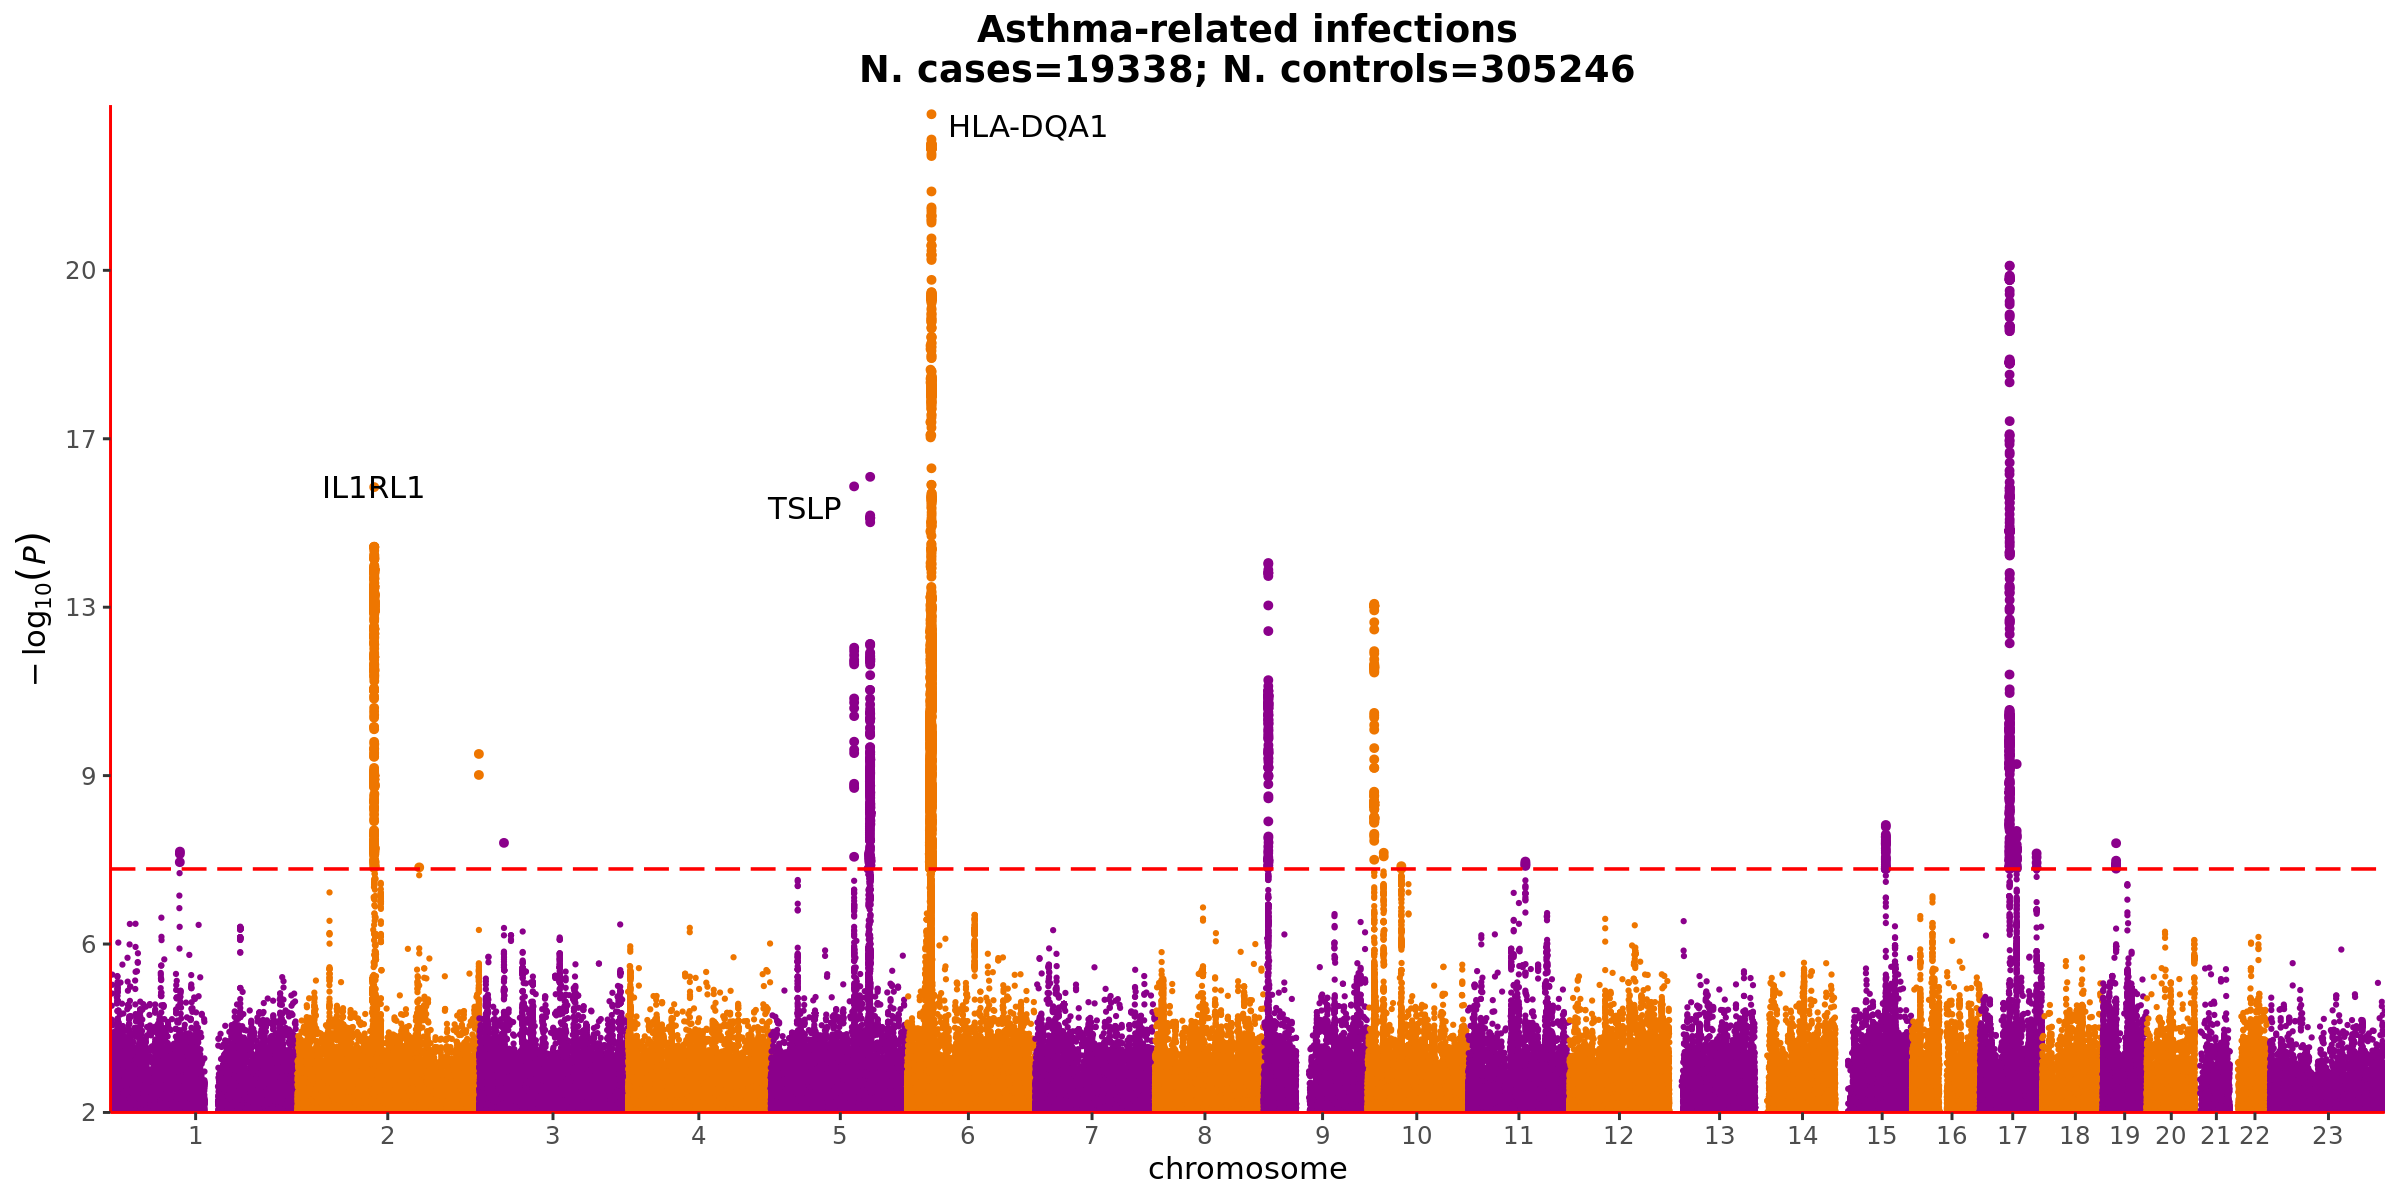 Asthma-related infections
N. cases=19338; N. controls=305246
HLA-DQA1
IL1RL1
TSLP
−log10(P)
20
17
13
9
6
2
1 2 3 4 5 6 7 8 9 10 11 12 13 14 15 16 17 18 19 20 21 22 23
chromosome